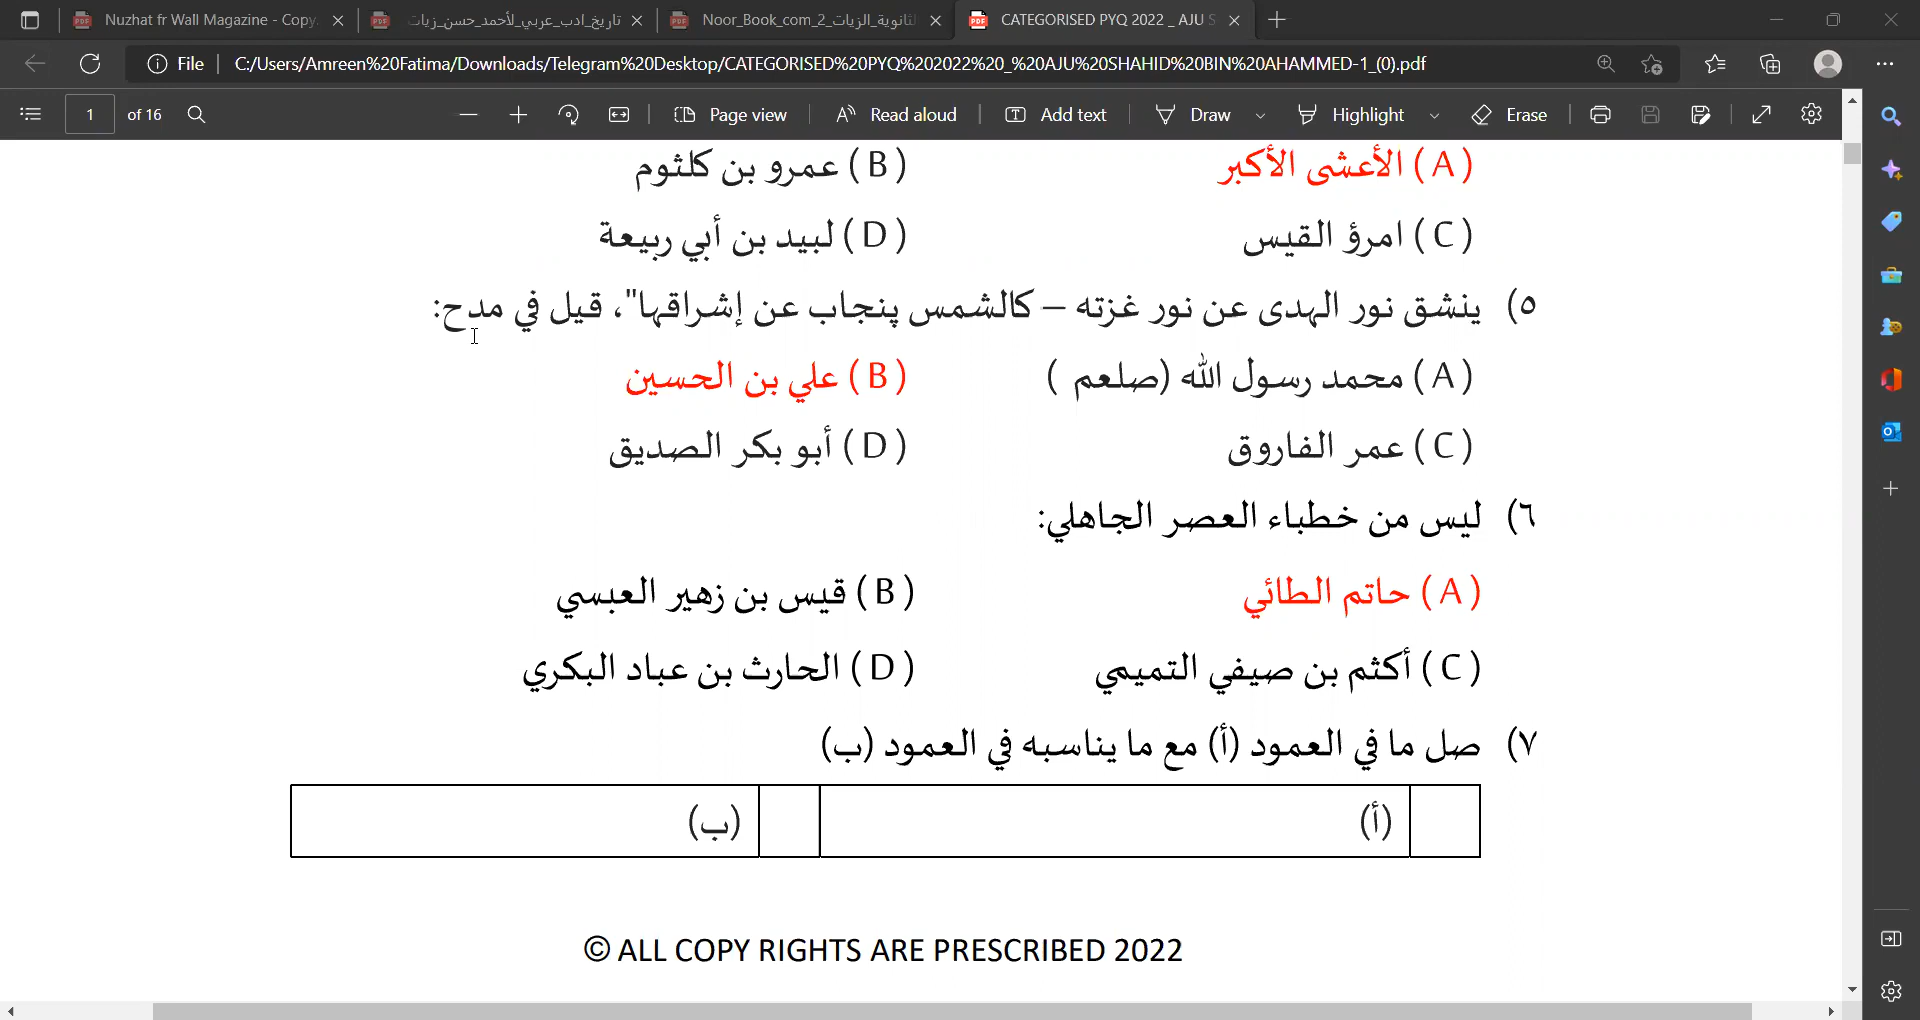 Nuzhat fr Wall Magazine - Copy
تاريخ_ادب_عربي_لأحمد_حسن_زيات
Noor_Book_com_2_الثانوية_الزيات
CATEGORISED PYQ 2022 _ AJU S
File C:/Users/Amreen%20Fatima/Downloads/Telegram%20Desktop/CATEGORISED%20PYQ%202022%20_%20AJU%20SHAHID%20BIN%20AHAMMED-1_(0).pdf
1 of 16 Page view Read aloud Add text Draw Highlight Erase
( A ) الأعشى الأكبر ( B ) عمرو بن كلثوم
( C ) امرؤ القيس ( D ) لبيد بن أبي ربيعة
٥) ينشق نور الهدى عن نور غزته – كالشمس پنجاب عن إشراقها"، قيل في مدح:
( A ) محمد رسول الله (صلعم ) ( B ) علي بن الحسين
( C ) عمر الفاروق ( D ) أبو بكر الصديق
٦) ليس من خطباء العصر الجاهلي:
( A ) حاتم الطائي ( B ) قيس بن زهير العبسي
( C ) أكثم بن صيفي التميمي ( D ) الحارث بن عباد البكري
٧) صل ما في العمود (أ) مع ما يناسبه في العمود (ب)
(أ) (ب)
© ALL COPY RIGHTS ARE PRESCRIBED 2022